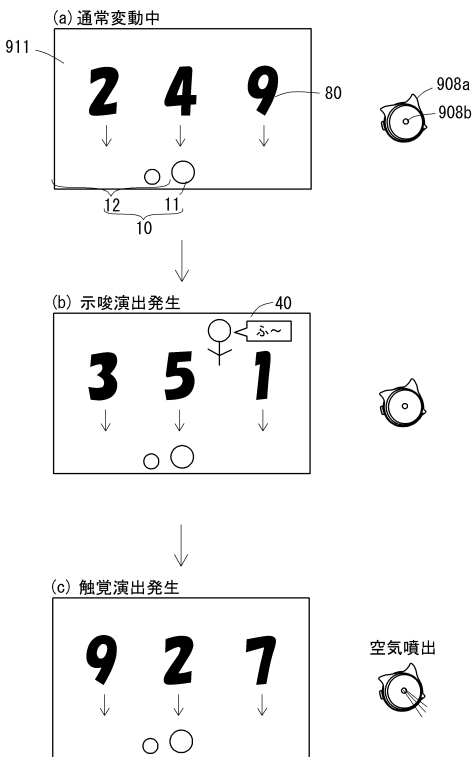 (a) 通常変動中
911
2 4 9
80
908a
908b
12
11
10
(b) 示唆演出発生
40
ふ～
3 5 1
(c) 触覚演出発生
9 2 7
空気噴出